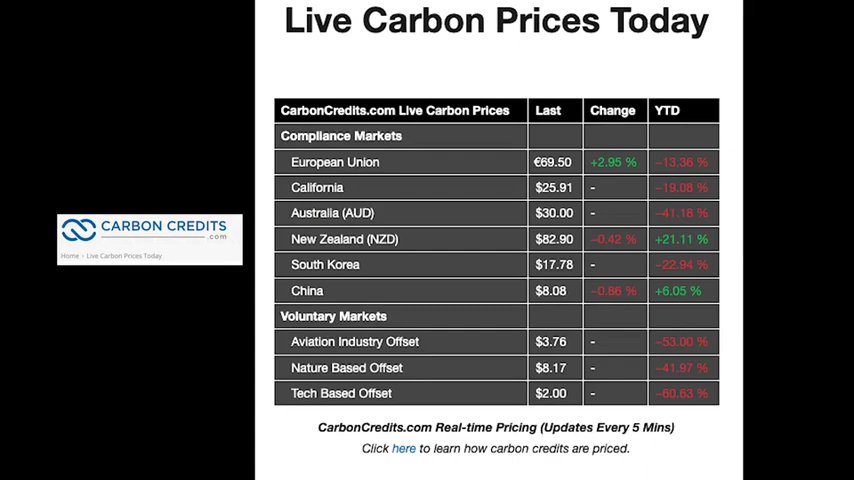 Live Carbon Prices Today
CarbonCredits.com Live Carbon Prices Last Change YTD
Compliance Markets
European Union €69.50 +2.95 % −13.36 %
California $25.91 - −19.08 %
Australia (AUD) $30.00 - −41.18 %
New Zealand (NZD) $82.90 −0.42 % +21.11 %
South Korea $17.78 - −22.94 %
China $8.08 −0.86 % +6.05 %
Voluntary Markets
Aviation Industry Offset $3.76 - −53.00 %
Nature Based Offset $8.17 - −41.97 %
Tech Based Offset $2.00 - −60.63 %
CarbonCredits.com Real-time Pricing (Updates Every 5 Mins)
Click here to learn how carbon credits are priced.
CARBON CREDITS
.com
Home › Live Carbon Prices Today